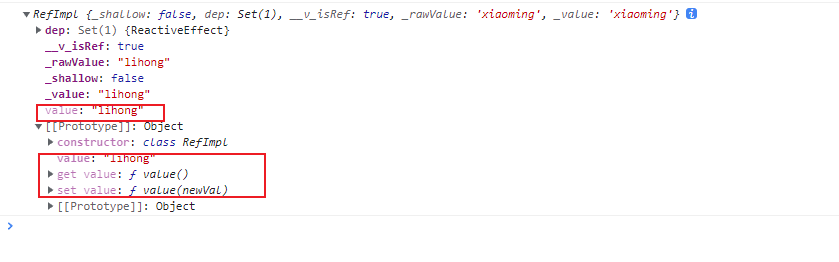 RefImpl {_shallow: false, dep: Set(1), __v_isRef: true, _rawValue: 'xiaoming', _value: 'xiaoming'} i
dep: Set(1) {ReactiveEffect}
__v_isRef: true
_rawValue: "lihong"
_shallow: false
_value: "lihong"
value: "lihong"
[[Prototype]]: Object
constructor: class RefImpl
value: "lihong"
get value: ƒ value()
set value: ƒ value(newVal)
[[Prototype]]: Object